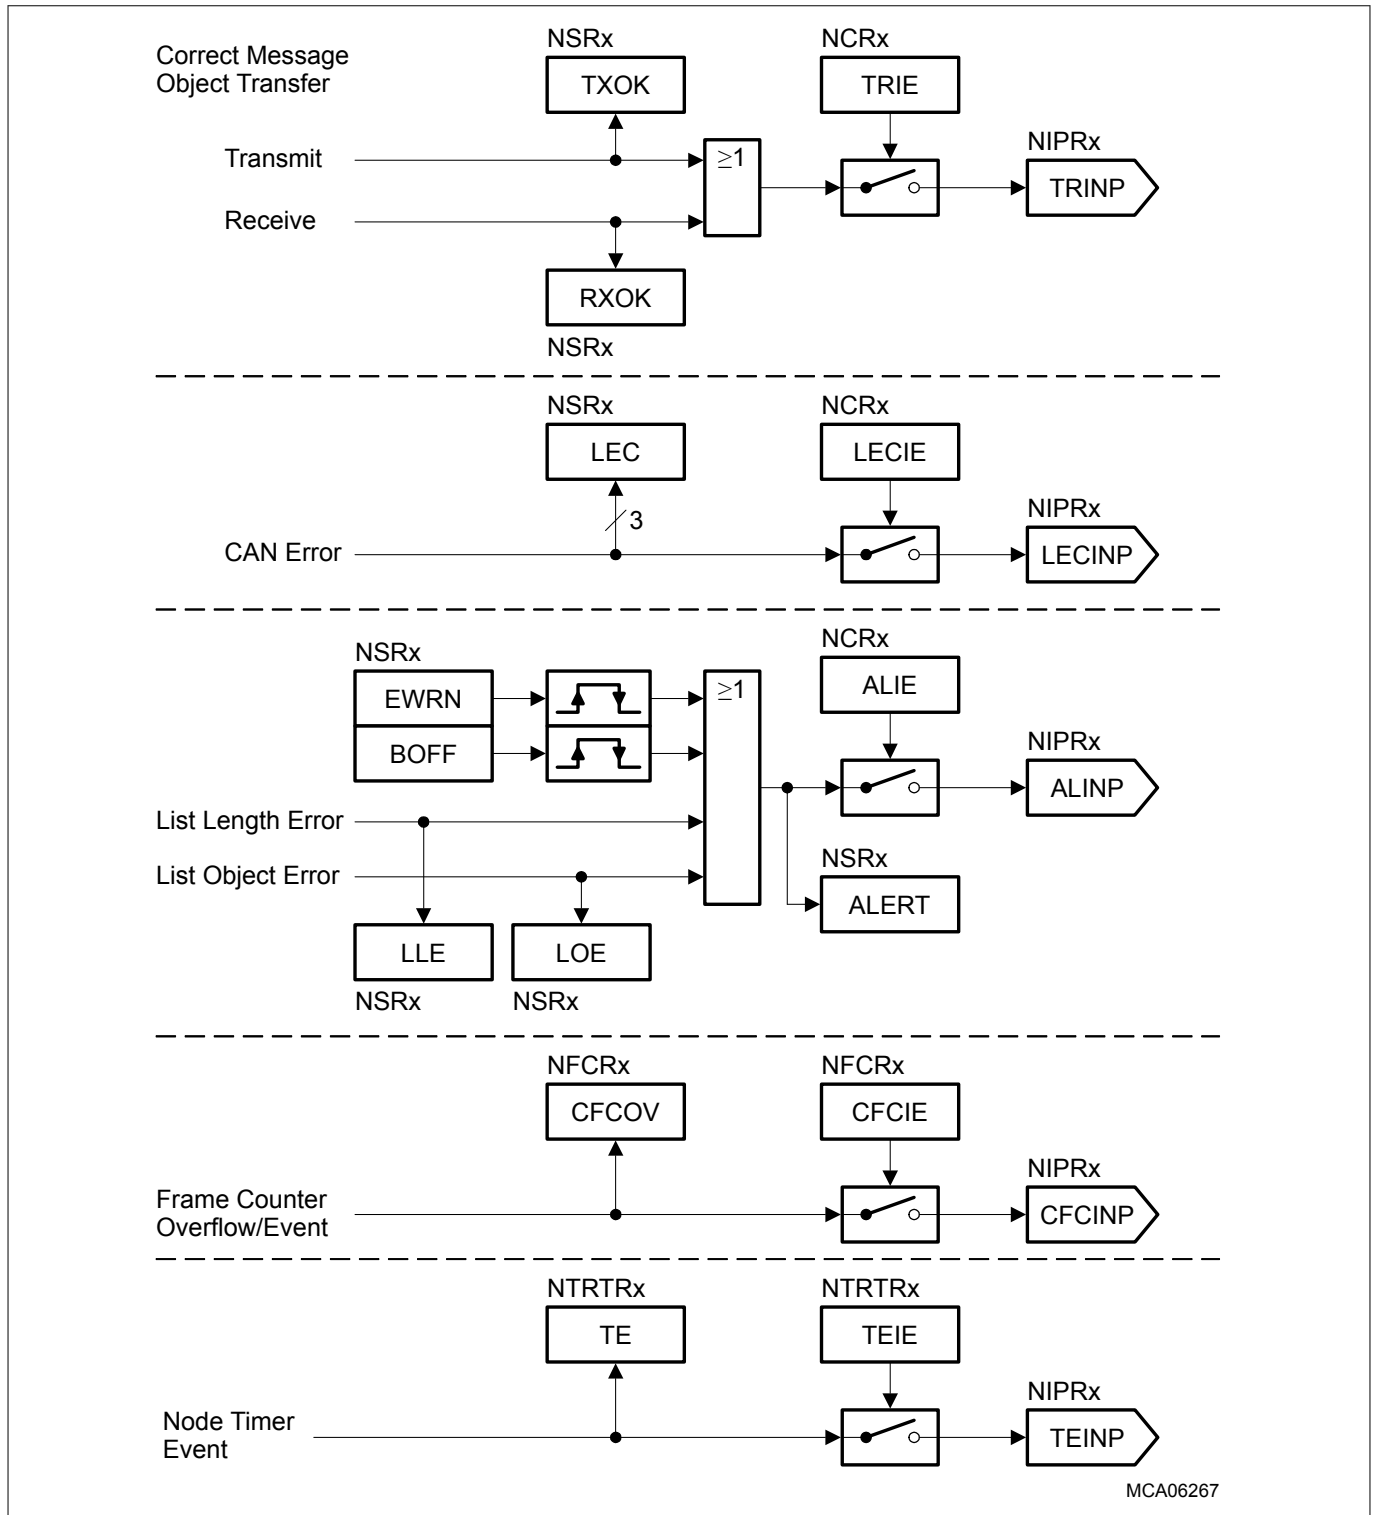 Correct Message
Object Transfer
NSRx
TXOK
NCRx
TRIE
Transmit
≥1
NIPRx
TRINP
Receive
RXOK
NSRx
NSRx
LEC
NCRx
LECIE
3
CAN Error
NIPRx
LECINP
NSRx
EWRN
BOFF
≥1
NCRx
ALIE
NIPRx
ALINP
List Length Error
List Object Error
NSRx
ALERT
LLE
NSRx
LOE
NSRx
NFCRx
CFCOV
NFCRx
CFCIE
Frame Counter
Overflow/Event
NIPRx
CFCINP
NTRTRx
TE
NTRTRx
TEIE
Node Timer
Event
NIPRx
TEINP
MCA06267